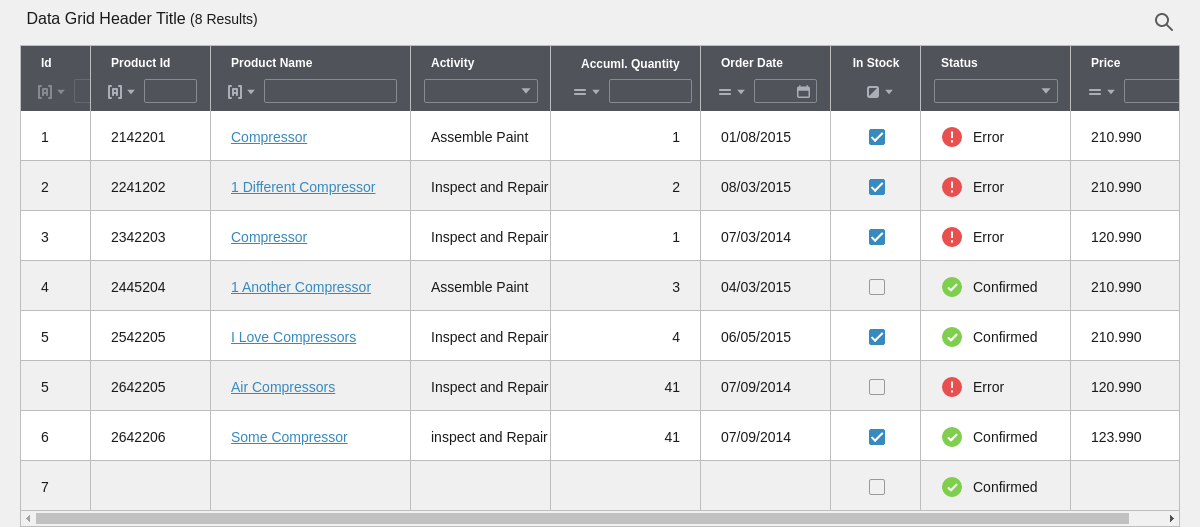 Data Grid Header Title (8 Results)
Id Product Id Product Name Activity Accuml. Quantity Order Date In Stock Status Price
1 2142201 Compressor Assemble Paint 1 01/08/2015 Error 210.990
2 2241202 1 Different Compressor Inspect and Repair 2 08/03/2015 Error 210.990
3 2342203 Compressor Inspect and Repair 1 07/03/2014 Error 120.990
4 2445204 1 Another Compressor Assemble Paint 3 04/03/2015 Confirmed 210.990
5 2542205 I Love Compressors Inspect and Repair 4 06/05/2015 Confirmed 210.990
5 2642205 Air Compressors Inspect and Repair 41 07/09/2014 Error 120.990
6 2642206 Some Compressor inspect and Repair 41 07/09/2014 Confirmed 123.990
7 Confirmed